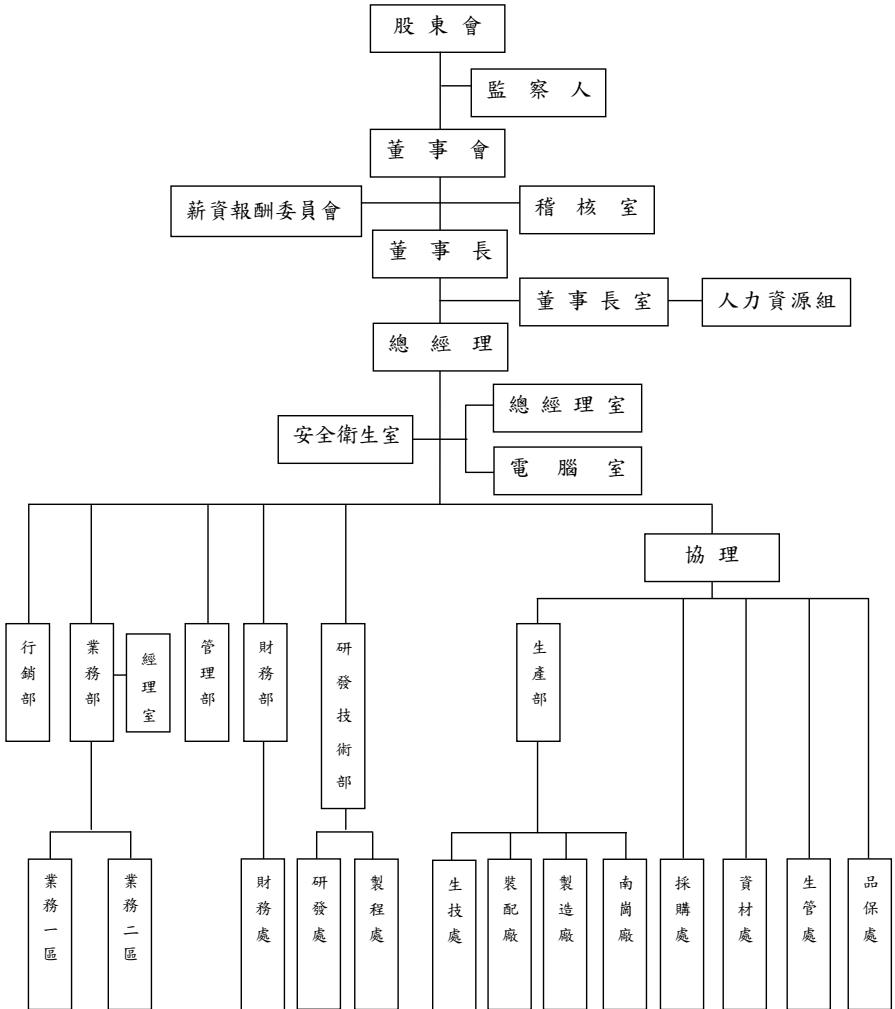 股東會
監察人
董事會
薪資報酬委員會
稽核室
董事長
董事長室
人力資源組
總經理
總經理室
安全衛生室
電腦室
協理
行銷部
業務部
經理室
管理部
財務部
研發技術部
生產部
業務一區
業務二區
財務處
研發處
製程處
生技處
裝配廠
製造廠
南崗廠
採購處
資材處
生管處
品保處